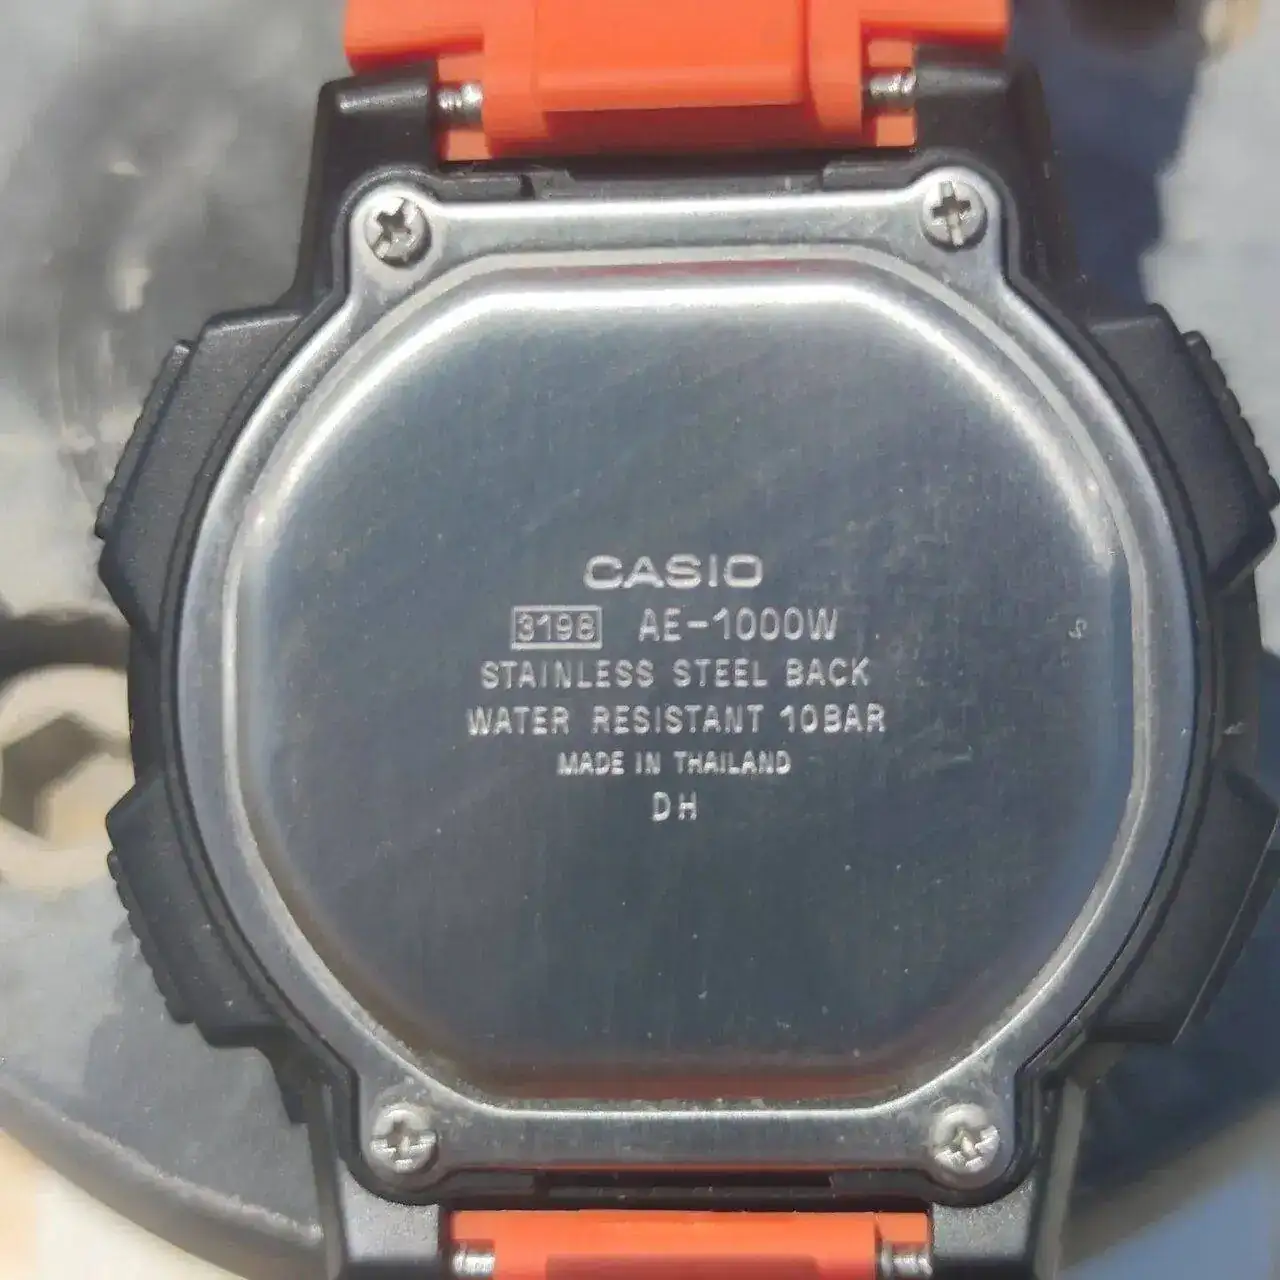 CASIO
3198 AE-1000W
STAINLESS STEEL BACK
WATER RESISTANT 10BAR
MADE IN THAILAND
DH